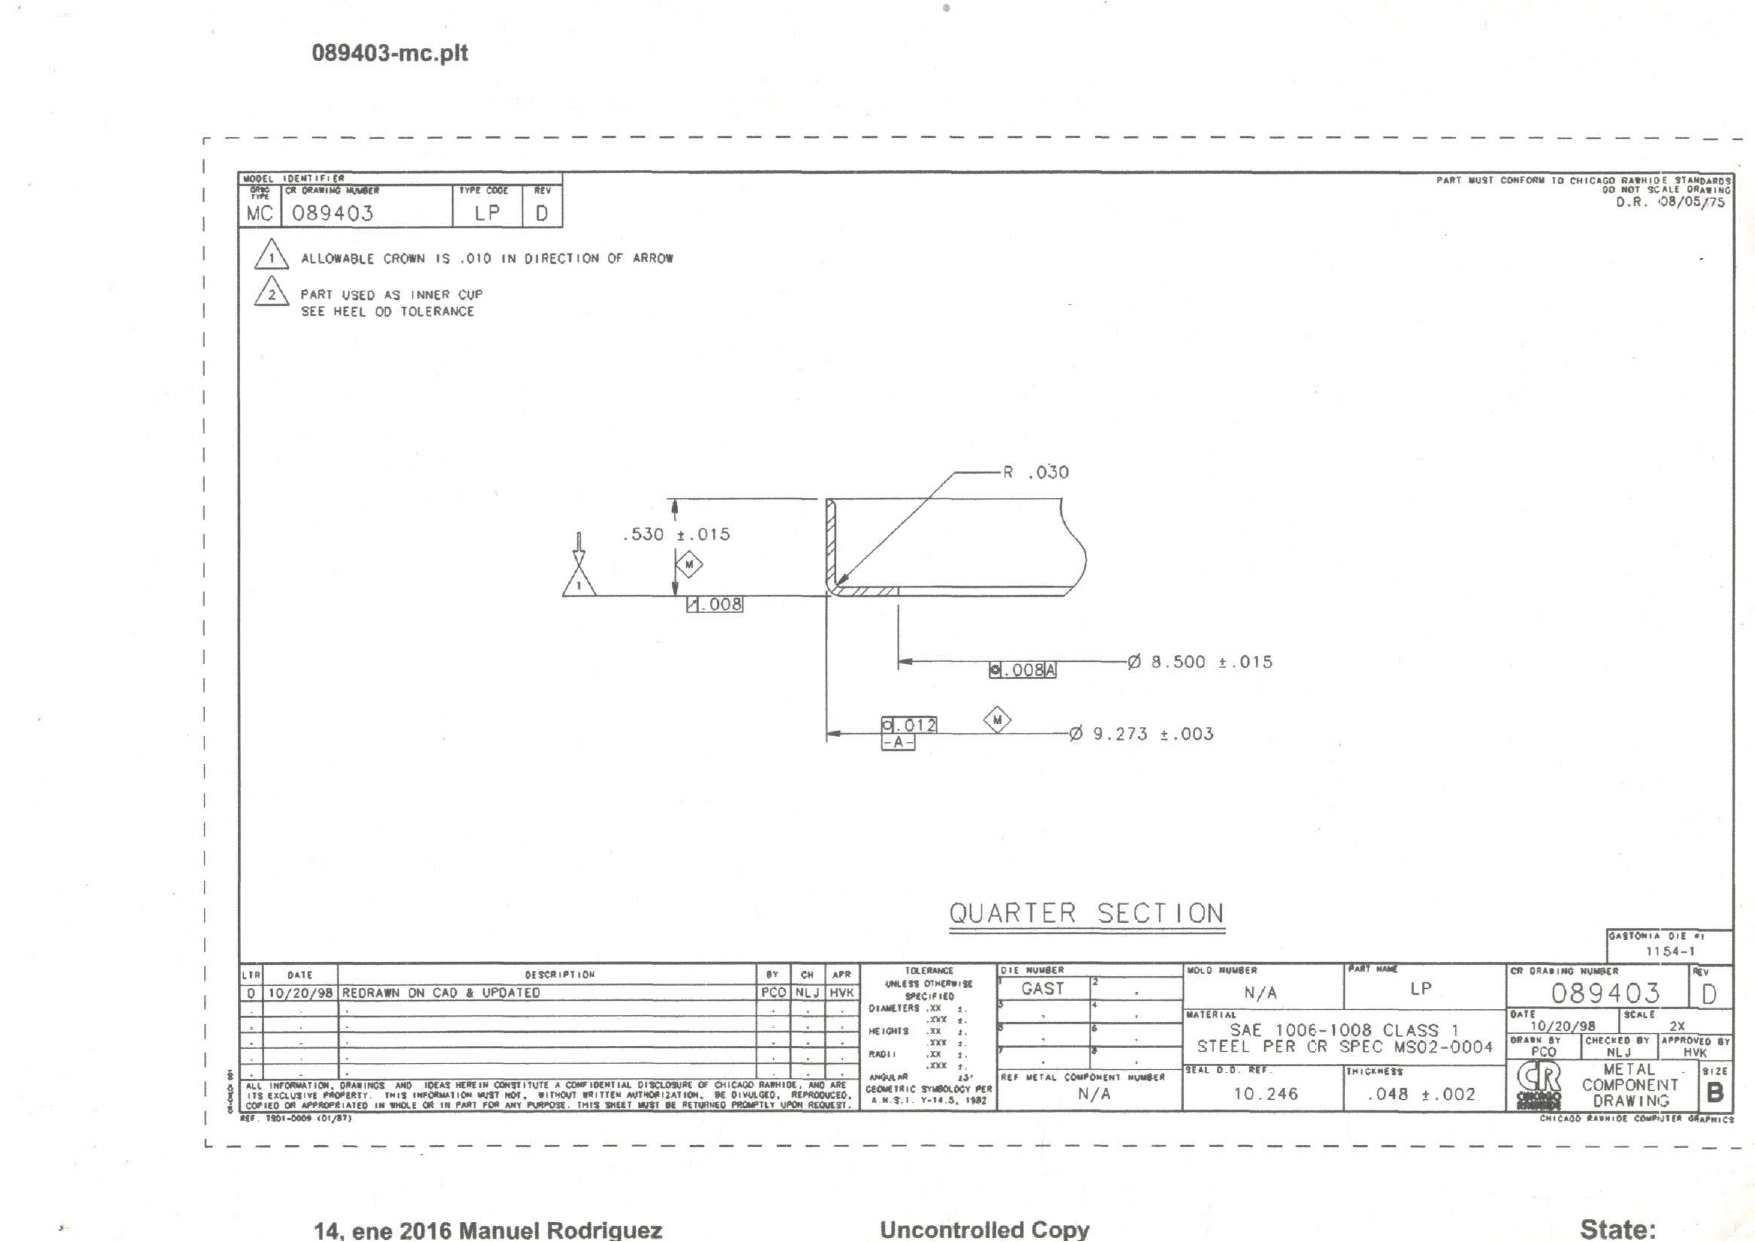 089403-mc.plt
MODEL IDENTIFIER
DRWG TYPE CR DRAWING NUMBER TYPE CODE REV
MC 089403 LP D
PART MUST CONFORM TO CHICAGO RAWHIDE STANDARDS
DO NOT SCALE DRAWING
D.R. 08/05/75
1 ALLOWABLE CROWN IS .010 IN DIRECTION OF ARROW
2 PART USED AS INNER CUP
SEE HEEL OD TOLERANCE
R .030
.530 ±.015
M
1
.008
Ø 8.500 ±.015
.008 A
.012
M
-A-
Ø 9.273 ±.003
QUARTER SECTION
GASTONIA DIE #1
1154-1
LTR DATE DESCRIPTION BY CH APR
D 10/20/98 REDRAWN ON CAD & UPDATED PCO NLJ HVK
TOLERANCE
UNLESS OTHERWISE
SPECIFIED
DIAMETERS .XX ±.
.XXX ±.
HEIGHTS .XX ±.
.XXX ±.
RADII .XX ±.
.XXX ±.
ANGULAR ±3°
GEOMETRIC SYMBOLOGY PER
A.N.S.I. Y-14.5, 1982
DIE NUMBER
1 GAST 2
3 4
5 6
7 8
REF METAL COMPONENT NUMBER
N/A
MOLD NUMBER
N/A
PART NAME
LP
MATERIAL
SAE 1006-1008 CLASS 1
STEEL PER CR SPEC MS02-0004
SEAL O.D. REF.
10.246
THICKNESS
.048 ±.002
CR DRAWING NUMBER REV
089403 D
DATE SCALE
10/20/98 2X
DRAWN BY CHECKED BY APPROVED BY
PCO NLJ HVK
CR
CHICAGO RAWHIDE
METAL
COMPONENT
DRAWING
SIZE
B
ALL INFORMATION, DRAWINGS AND IDEAS HEREIN CONSTITUTE A CONFIDENTIAL DISCLOSURE OF CHICAGO RAWHIDE, AND ARE
ITS EXCLUSIVE PROPERTY. THIS INFORMATION MUST NOT, WITHOUT WRITTEN AUTHORIZATION, BE DIVULGED, REPRODUCED,
COPIED OR APPROPRIATED IN WHOLE OR IN PART FOR ANY PURPOSE. THIS SHEET MUST BE RETURNED PROMPTLY UPON REQUEST.
REF. 1901-0009 (01/87)
CHICAGO RAWHIDE COMPUTER GRAPHICS
14, ene 2016 Manuel Rodriguez
Uncontrolled Copy
State: